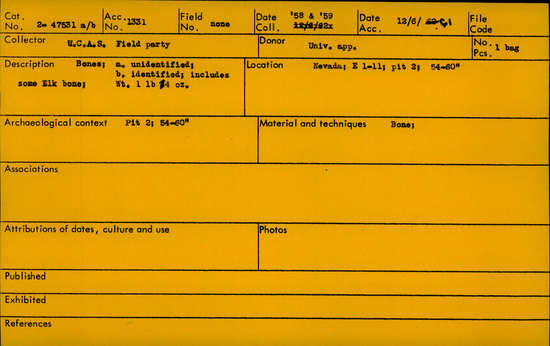 Cat. No. 2- 47531 a/b Acc. No. 1331 Field No. none Date Coll. '58 & '59 Date Acc. 12/6/ File Code
Collector U.C.A.S. Field party Donor Univ. app. No. Pcs. 1 bag
Description Bones; a. unidentified; Location Nevada; E 1-11; pit 2; 54-60"
b. identified; includes
some Elk bone; Wt. 1 lb 4 oz.
Archaeological context Pit 2; 54-60" Material and techniques Bone;
Associations
Attributions of dates, culture and use Photos
Published
Exhibited
References